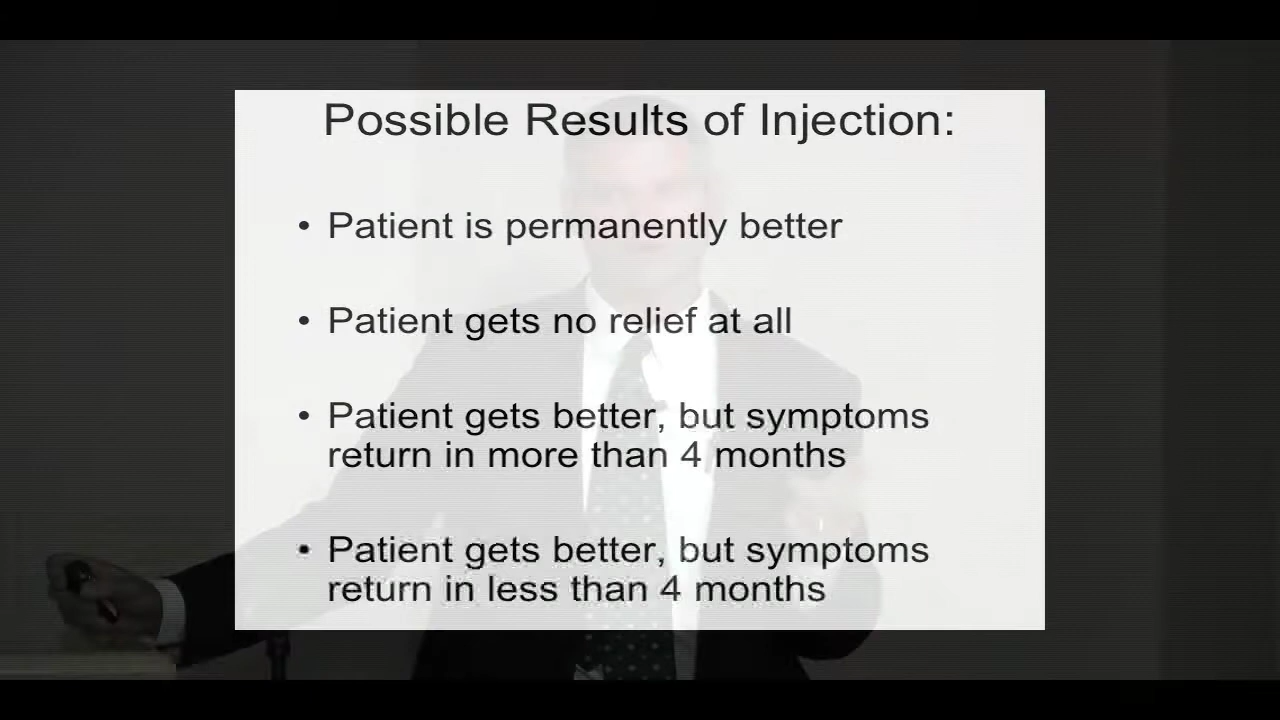 Possible Results of Injection:
• Patient is permanently better
• Patient gets no relief at all
• Patient gets better, but symptoms
return in more than 4 months
• Patient gets better, but symptoms
return in less than 4 months